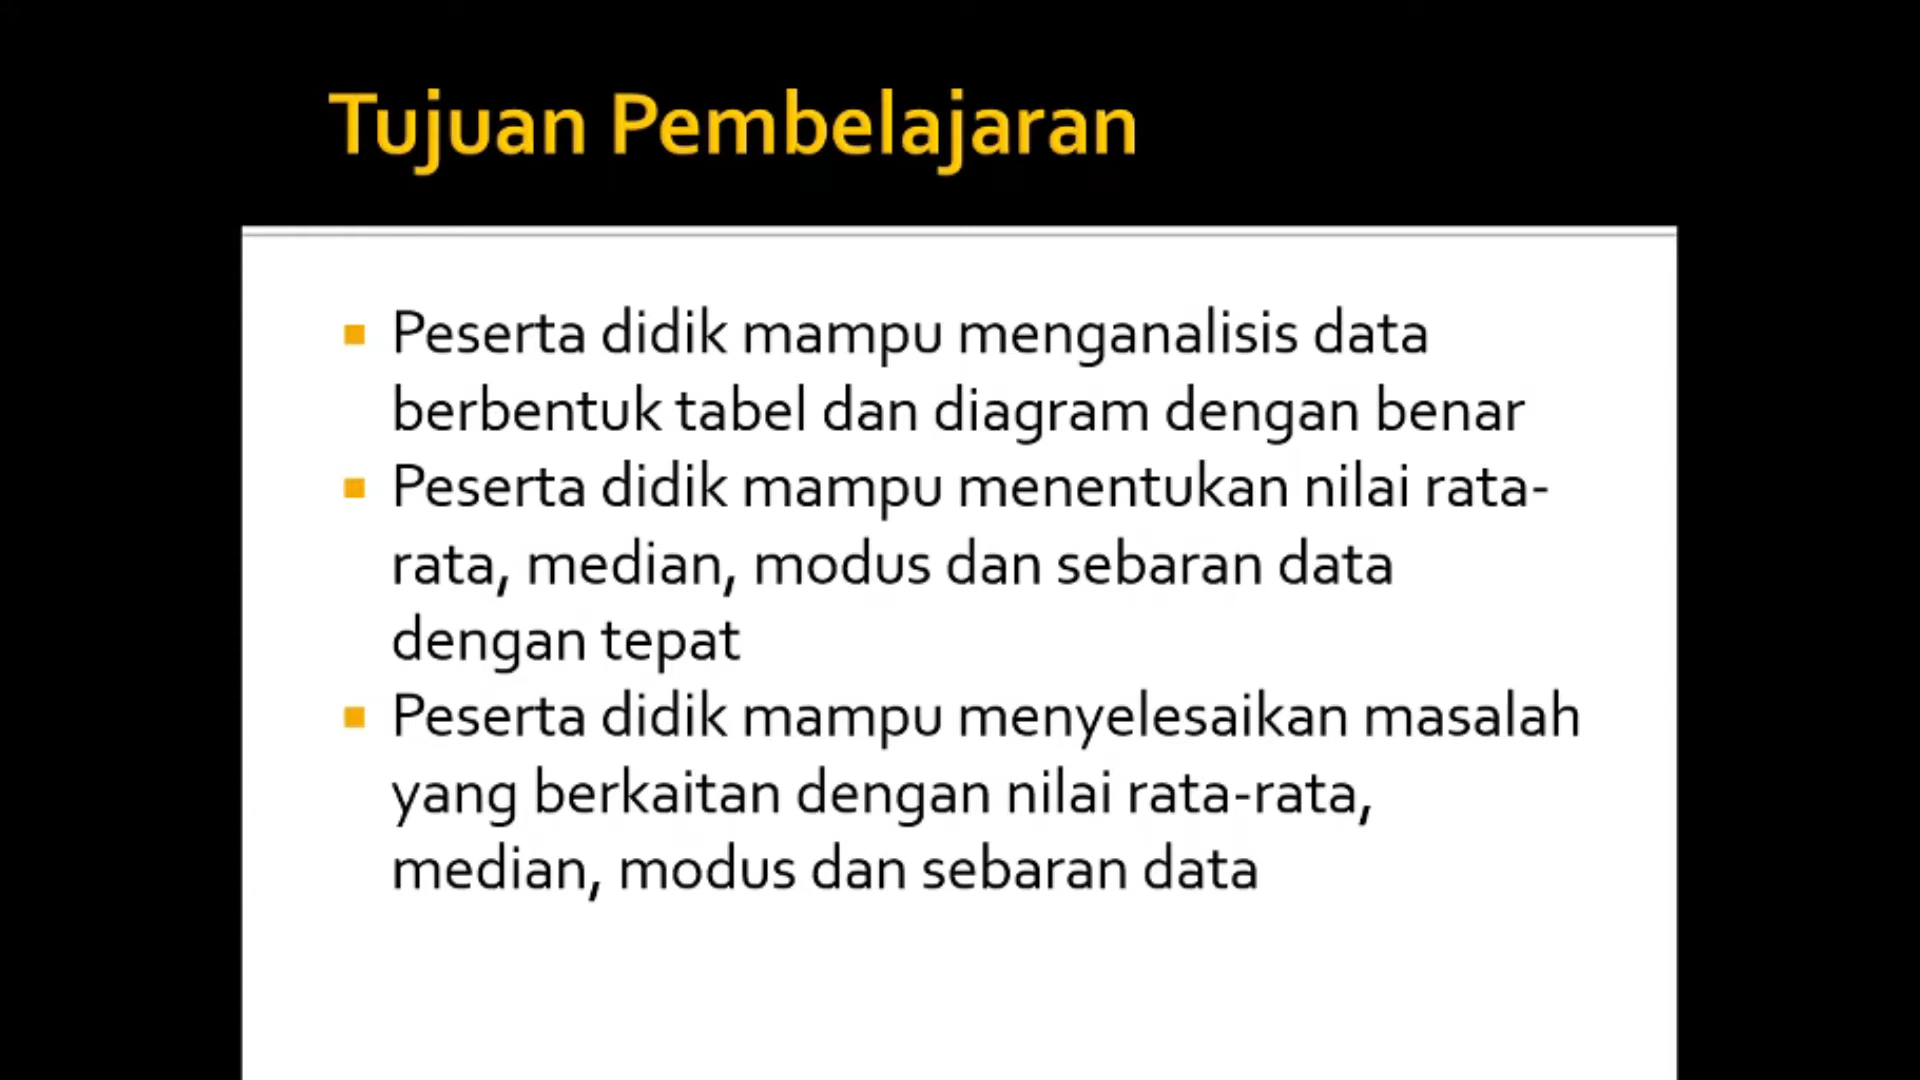 Tujuan Pembelajaran
Peserta didik mampu menganalisis data
berbentuk tabel dan diagram dengan benar
Peserta didik mampu menentukan nilai rata-
rata, median, modus dan sebaran data
dengan tepat
Peserta didik mampu menyelesaikan masalah
yang berkaitan dengan nilai rata-rata,
median, modus dan sebaran data